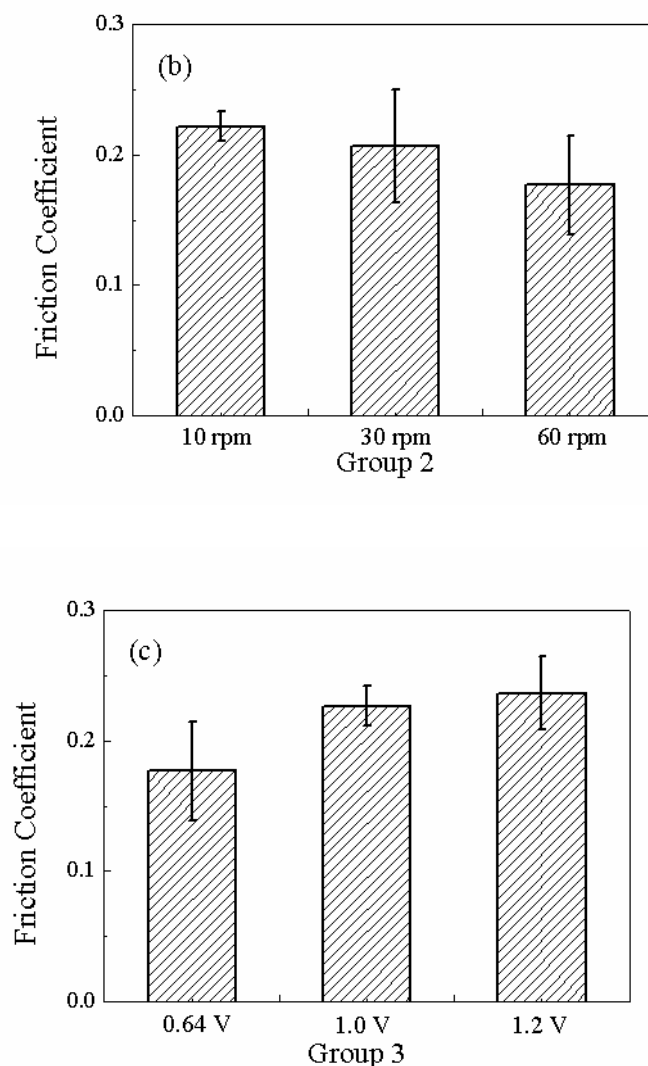 0.3
(b)
0.2
Friction Coefficient
0.1
0.0
10 rpm 30 rpm 60 rpm
Group 2
0.3
(c)
0.2
Friction Coefficient
0.1
0.0
0.64 V 1.0 V 1.2 V
Group 3